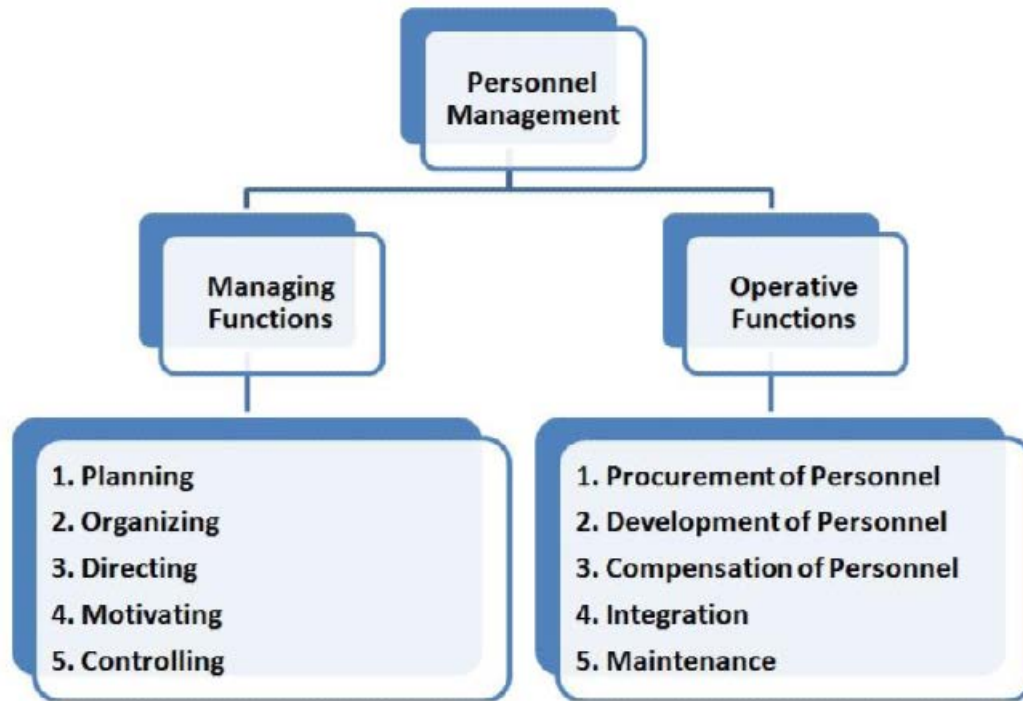 Personnel
Management
Managing
Functions
Operative
Functions
1. Planning
2. Organizing
3. Directing
4. Motivating
5. Controlling
1. Procurement of Personnel
2. Development of Personnel
3. Compensation of Personnel
4. Integration
5. Maintenance